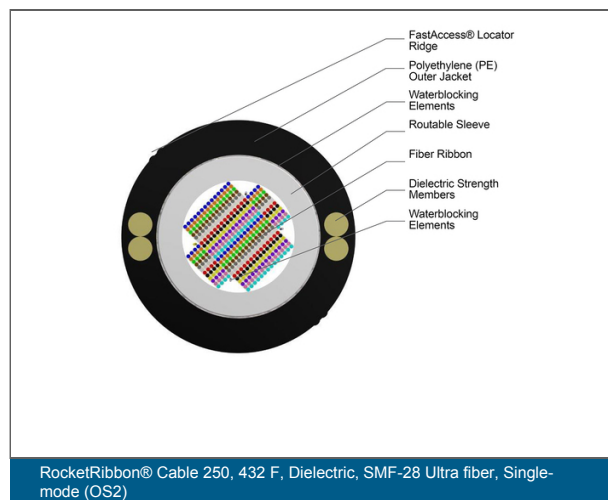 FastAccess® Locator
Ridge
Polyethylene (PE)
Outer Jacket
Waterblocking
Elements
Routable Sleeve
Fiber Ribbon
Dielectric Strength
Members
Waterblocking
Elements
RocketRibbon® Cable 250, 432 F, Dielectric, SMF-28 Ultra fiber, Single-
mode (OS2)